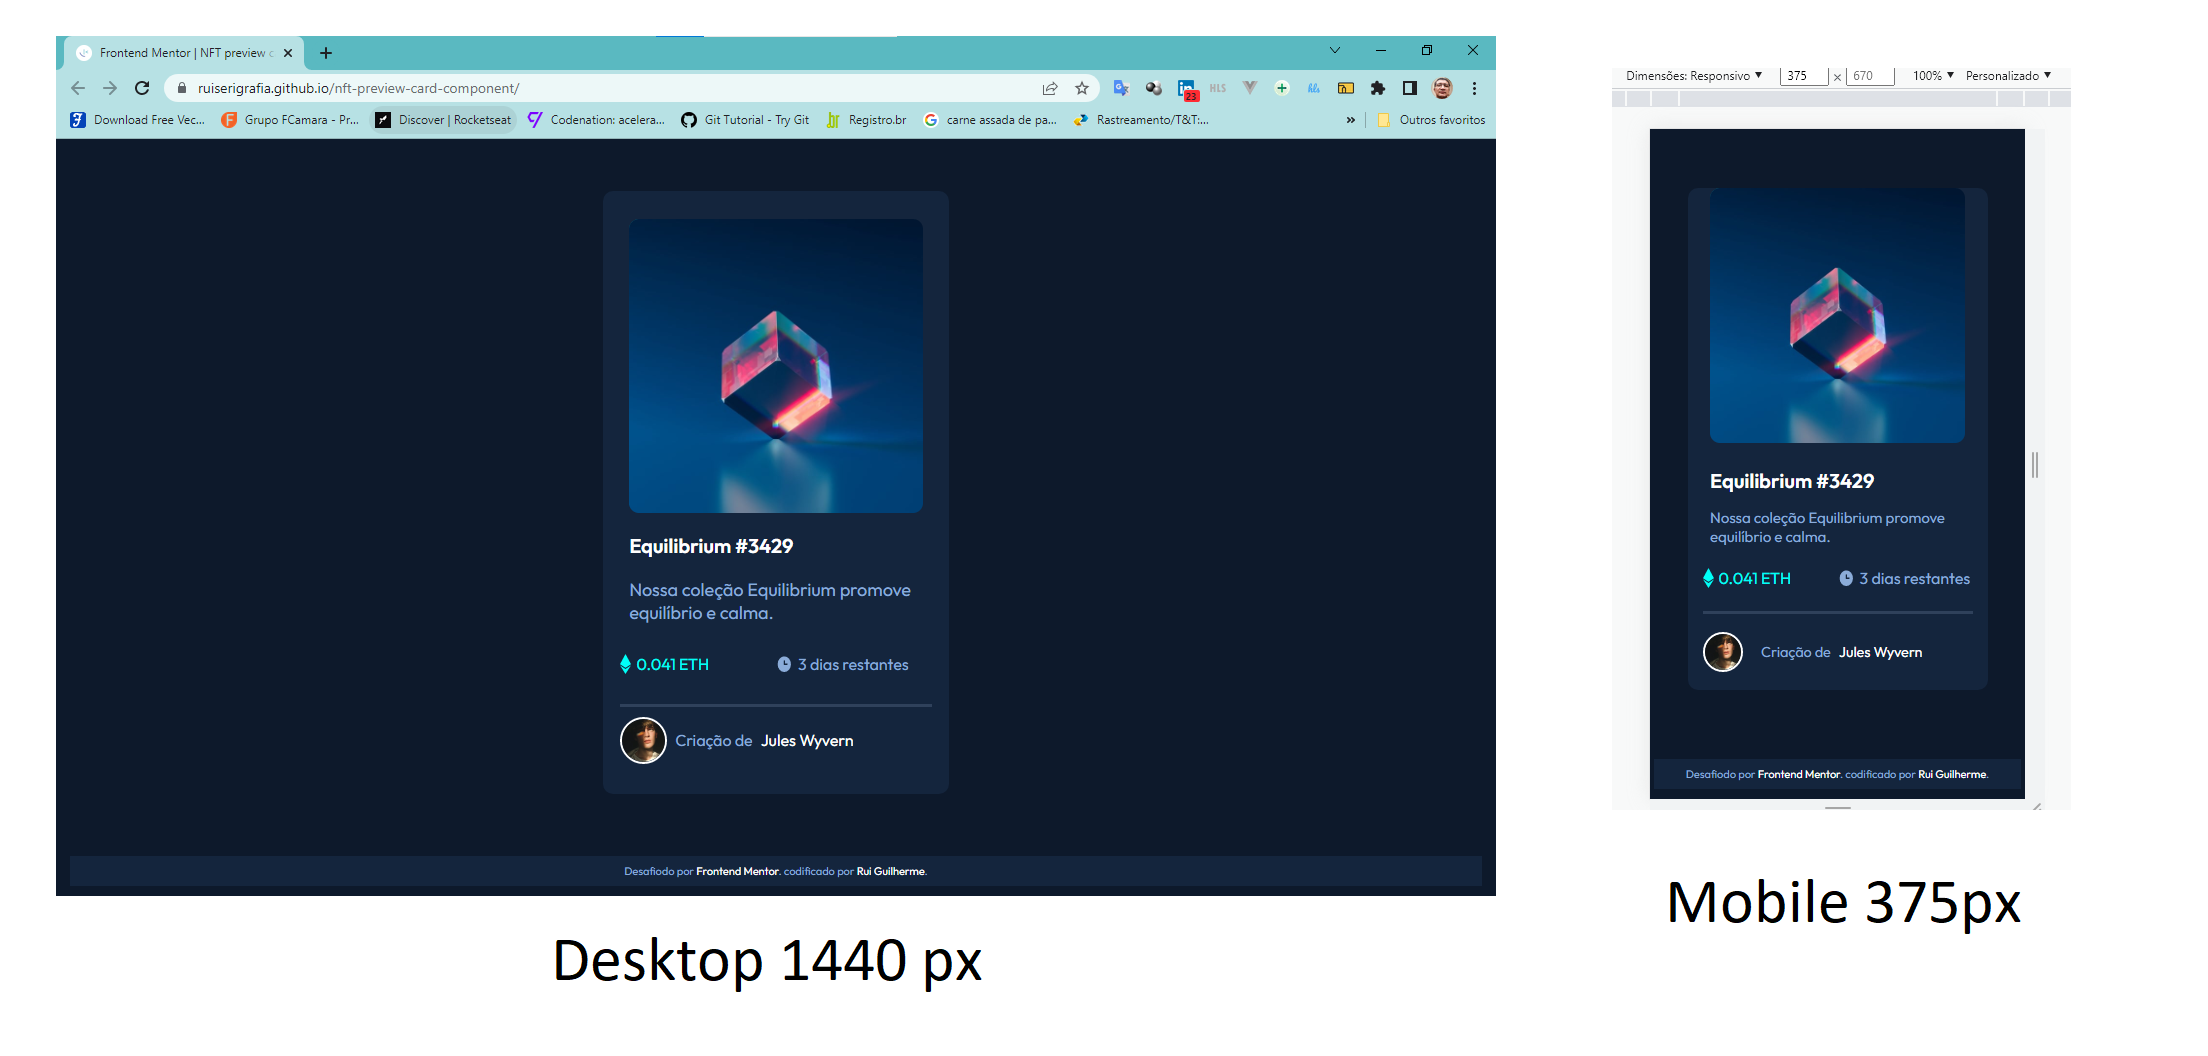 Frontend Mentor | NFT preview c
ruiserigrafia.github.io/nft-preview-card-component/
23
HLS
Download Free Vec...
Grupo FCamara - Pr...
Discover | Rocketseat
Codenation: acelera...
Git Tutorial - Try Git
Registro.br
carne assada de pa...
Rastreamento/T&T:...
»
Outros favoritos
Equilibrium #3429
Nossa coleção Equilibrium promove
equilíbrio e calma.
0.041 ETH
3 dias restantes
Criação de Jules Wyvern
Desafiodo por Frontend Mentor. codificado por Rui Guilherme.
Desktop 1440 px
Dimensões: Responsivo ▼ 375 × 670 100% ▼ Personalizado ▼
Equilibrium #3429
Nossa coleção Equilibrium promove
equilíbrio e calma.
0.041 ETH
3 dias restantes
Criação de Jules Wyvern
Desafiodo por Frontend Mentor. codificado por Rui Guilherme.
Mobile 375px